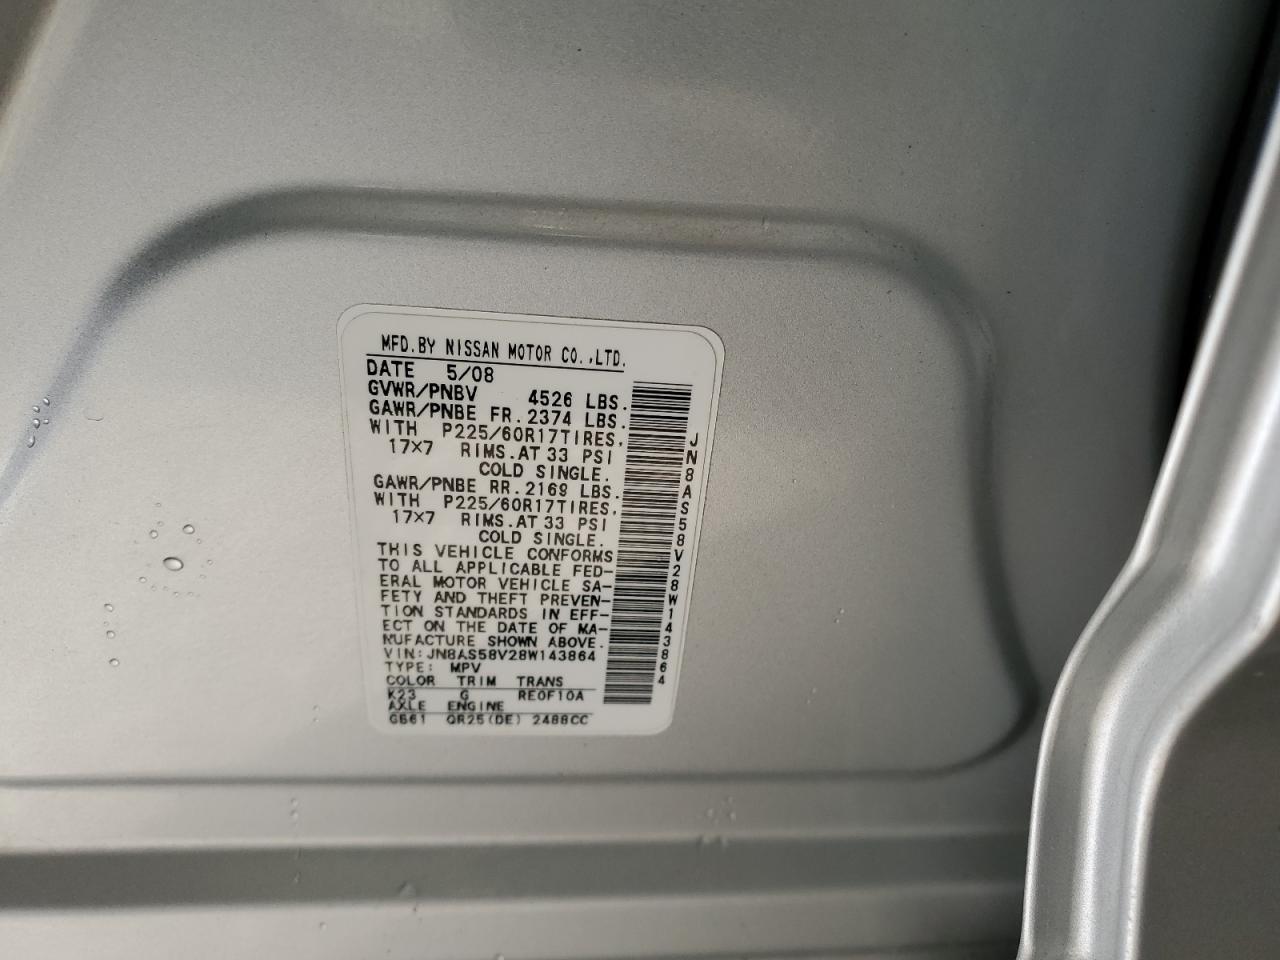 MFD.BY NISSAN MOTOR CO.,LTD.
DATE 5/08
GVWR/PNBV 4526 LBS.
GAWR/PNBE FR. 2374 LBS.
WITH P225/60R17TIRES,
17×7 RIMS.AT 33 PSI
COLD SINGLE.
GAWR/PNBE RR. 2169 LBS.
WITH P225/60R17TIRES,
17×7 RIMS.AT 33 PSI
COLD SINGLE.
THIS VEHICLE CONFORMS
TO ALL APPLICABLE FED-
ERAL MOTOR VEHICLE SA-
FETY AND THEFT PREVEN-
TION STANDARDS IN EFF-
ECT ON THE DATE OF MA-
NUFACTURE SHOWN ABOVE.
VIN:JN8AS58V28W143864
TYPE: MPV
COLOR TRIM TRANS
K23 G RE0F10A
AXLE ENGINE
G661 QR25(DE) 2488CC
JN8AS58V28W143864